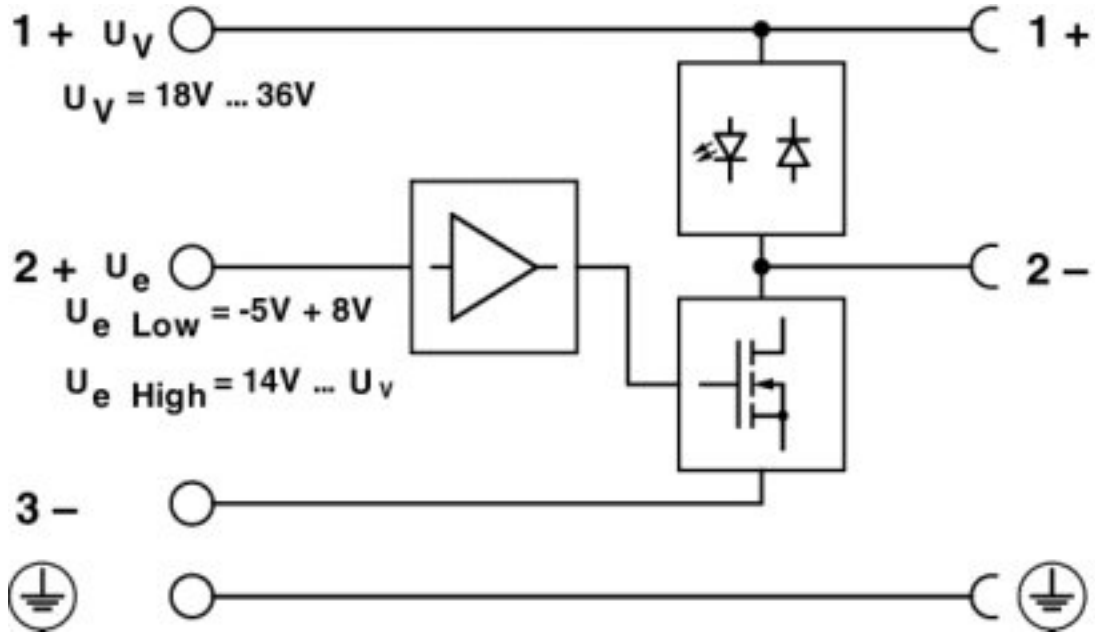 1 + U_V 1 +
U_V = 18V ... 36V
2 + U_e 2 –
U_e Low = -5V + 8V
U_e High = 14V ... U_V
3 –